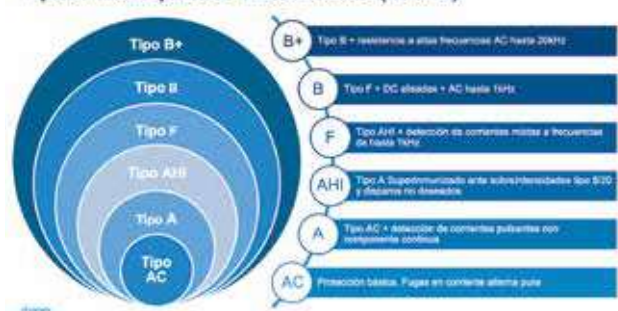 Tipo B+
Tipo B
Tipo F
Tipo AHI
Tipo A
Tipo
AC
B+
Tipo B + resistencia a altas frecuencias AC hasta 20kHz
B
Tipo F + DC alisadas + AC hasta 1kHz
F
Tipo AHI + detección de corrientes mixtas a frecuencias
de hasta 1kHz
AHI
Tipo A Superinmunizado ante sobreintensidades tipo 8/20
y disparos no deseados
A
Tipo AC + detección de corrientes pulsantes con
componente continua
AC
Protección básica. Fugas en corriente alterna pura